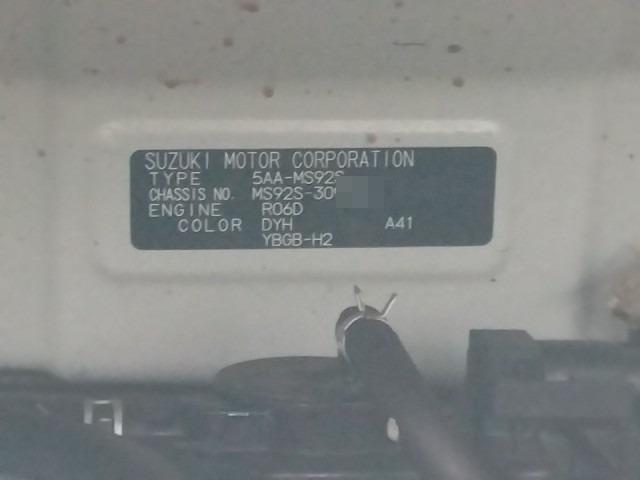 SUZUKI MOTOR CORPORATION
TYPE 5AA-MS92S
CHASSIS NO. MS92S-30
ENGINE R06D
COLOR DYH A41
YBGB-H2